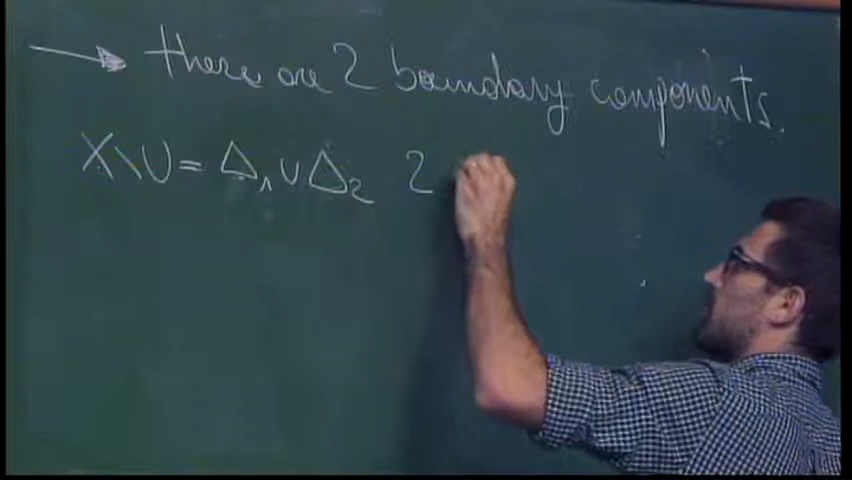 → there are 2 boundary components.
X\U = Δ₁ ∪ Δ₂ 2